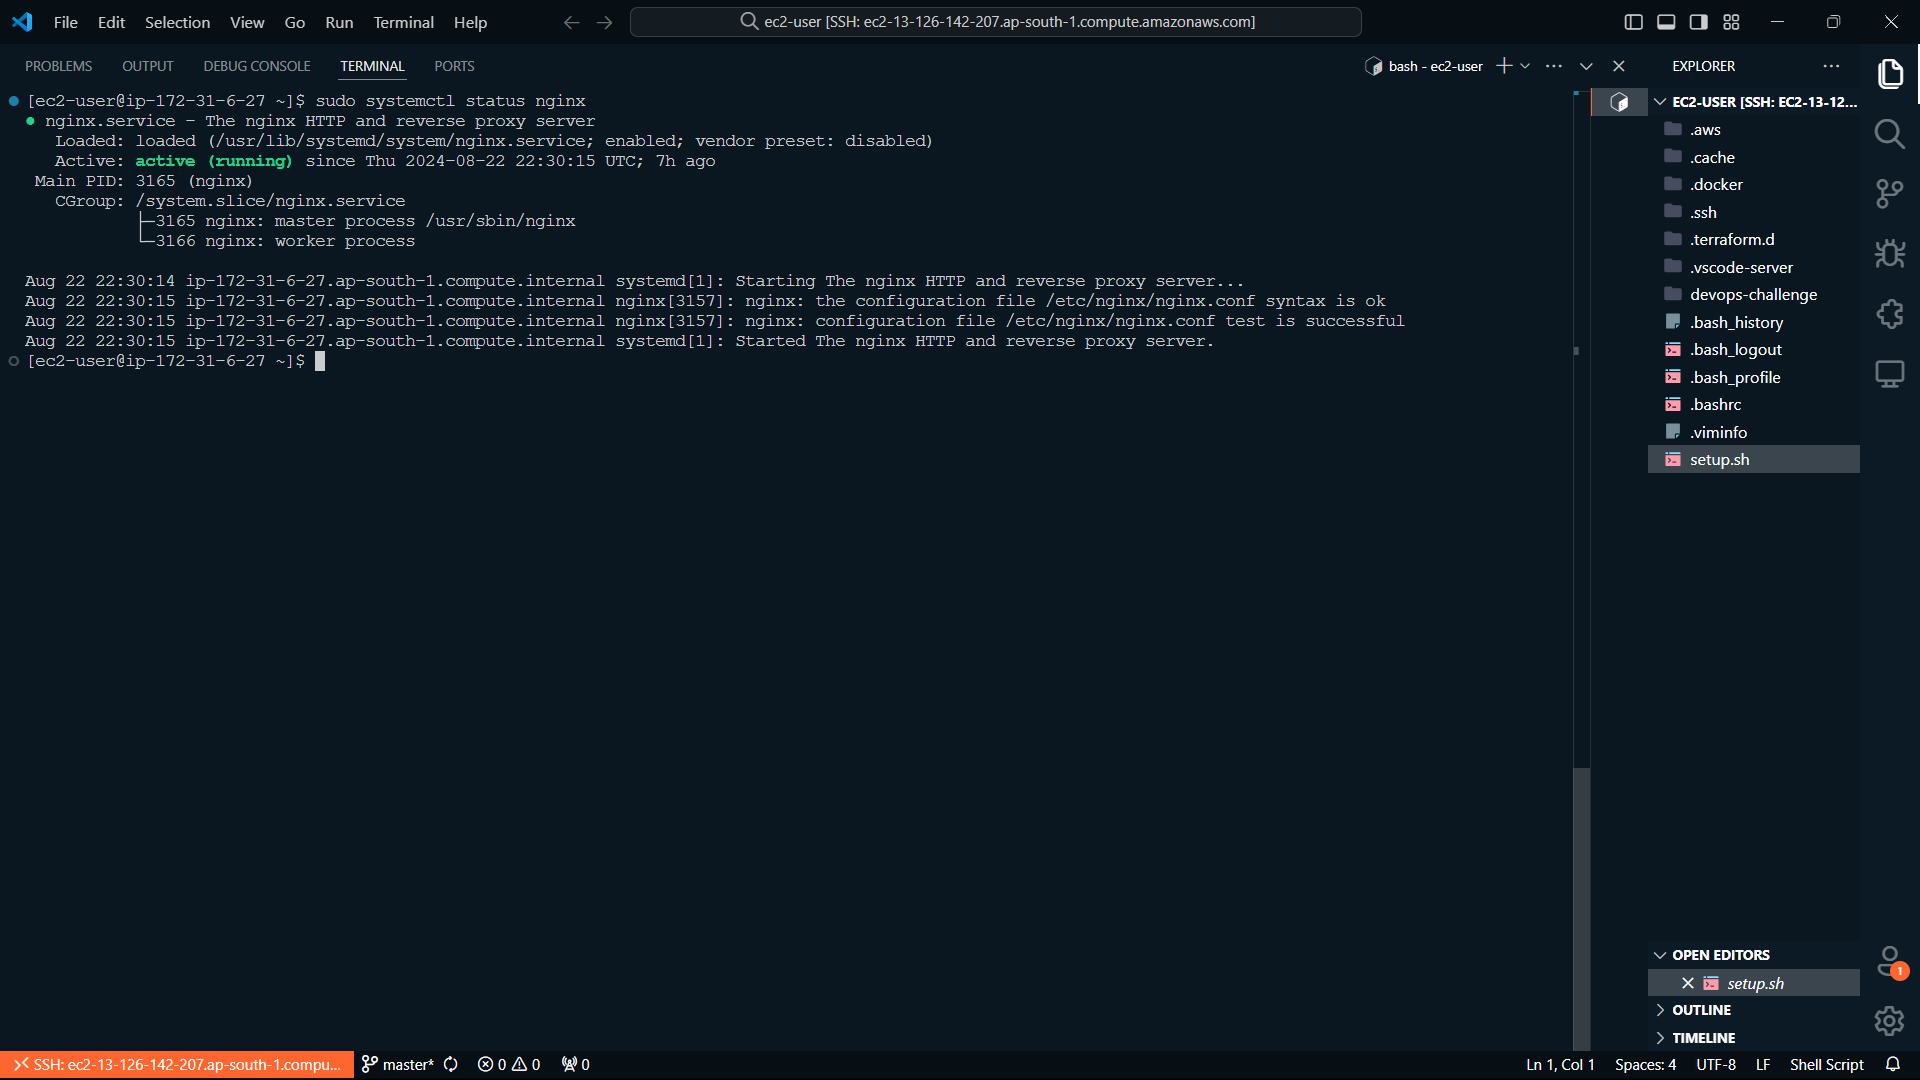 File Edit Selection View Go Run Terminal Help
ec2-user [SSH: ec2-13-126-142-207.ap-south-1.compute.amazonaws.com]
PROBLEMS OUTPUT DEBUG CONSOLE TERMINAL PORTS
bash - ec2-user
[ec2-user@ip-172-31-6-27 ~]$ sudo systemctl status nginx
● nginx.service - The nginx HTTP and reverse proxy server
Loaded: loaded (/usr/lib/systemd/system/nginx.service; enabled; vendor preset: disabled)
Active: active (running) since Thu 2024-08-22 22:30:15 UTC; 7h ago
Main PID: 3165 (nginx)
CGroup: /system.slice/nginx.service
├─3165 nginx: master process /usr/sbin/nginx
└─3166 nginx: worker process
Aug 22 22:30:14 ip-172-31-6-27.ap-south-1.compute.internal systemd[1]: Starting The nginx HTTP and reverse proxy server...
Aug 22 22:30:15 ip-172-31-6-27.ap-south-1.compute.internal nginx[3157]: nginx: the configuration file /etc/nginx/nginx.conf syntax is ok
Aug 22 22:30:15 ip-172-31-6-27.ap-south-1.compute.internal nginx[3157]: nginx: configuration file /etc/nginx/nginx.conf test is successful
Aug 22 22:30:15 ip-172-31-6-27.ap-south-1.compute.internal systemd[1]: Started The nginx HTTP and reverse proxy server.
[ec2-user@ip-172-31-6-27 ~]$
EXPLORER
EC2-USER [SSH: EC2-13-12...
.aws
.cache
.docker
.ssh
.terraform.d
.vscode-server
devops-challenge
.bash_history
.bash_logout
.bash_profile
.bashrc
.viminfo
setup.sh
OPEN EDITORS
setup.sh
OUTLINE
TIMELINE
1
SSH: ec2-13-126-142-207.ap-south-1.compu... master* 0 0 0
Ln 1, Col 1 Spaces: 4 UTF-8 LF Shell Script